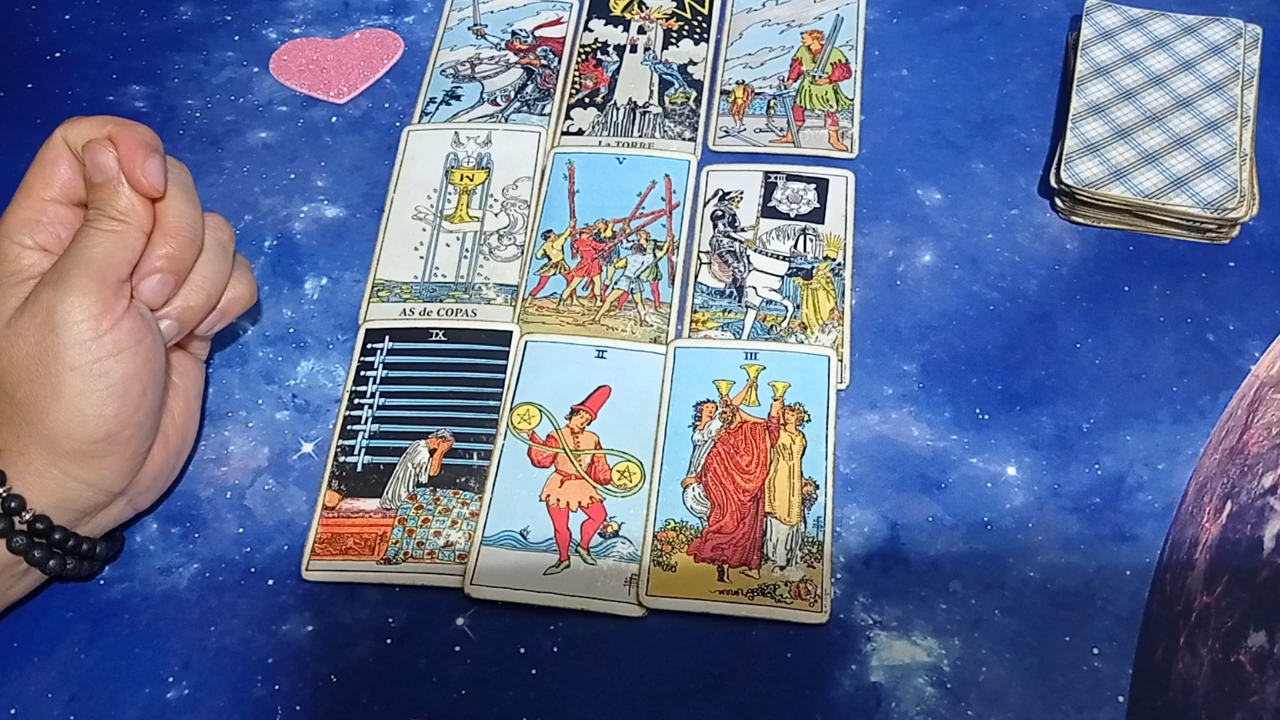 La TORRE
V
XIII
AS de COPAS
IX
II
III